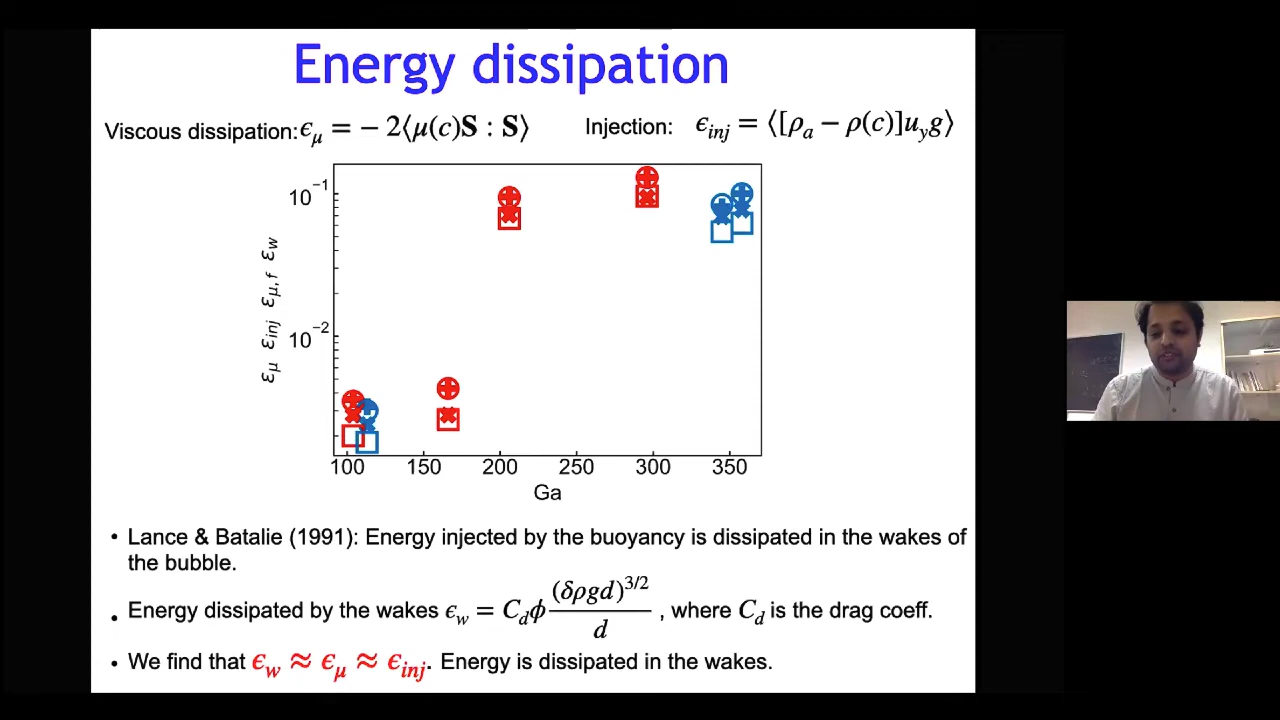 Energy dissipation
Viscous dissipation: ϵ_μ = − 2⟨μ(c)S : S⟩ Injection: ϵ_inj = ⟨[ρ_a − ρ(c)]u_y g⟩
10^−1
10^−2
ε_μ ε_inj ε_μ,f ε_w
100 150 200 250 300 350
Ga
• Lance & Batalie (1991): Energy injected by the buoyancy is dissipated in the wakes of
the bubble.
• Energy dissipated by the wakes ϵ_w = C_d ϕ (δρgd)^3/2 / d , where C_d is the drag coeff.
• We find that ϵ_w ≈ ϵ_μ ≈ ϵ_inj. Energy is dissipated in the wakes.